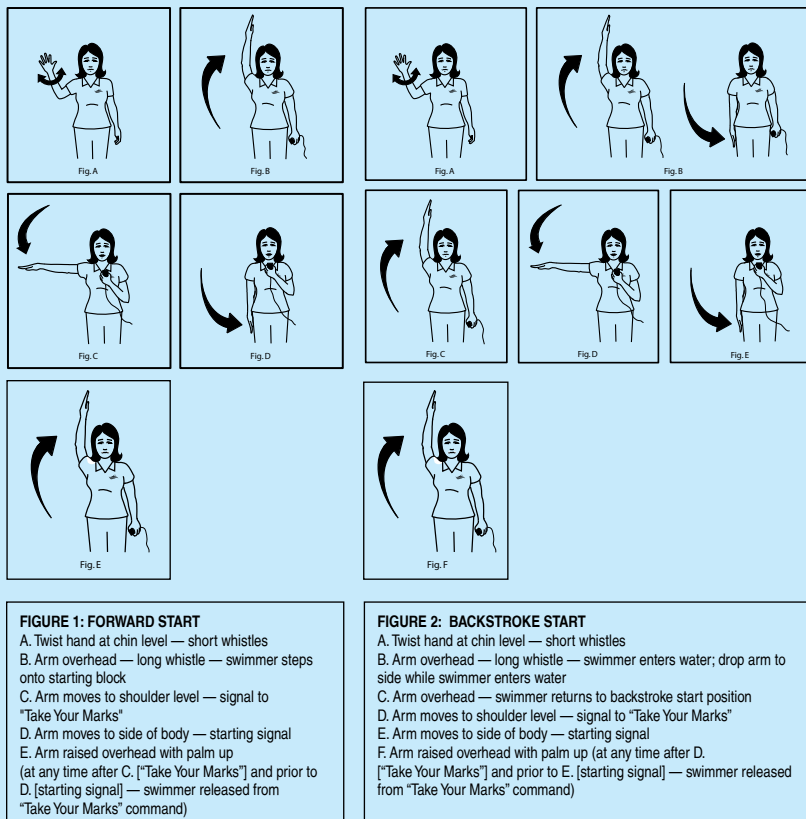 Fig. A
Fig. B
Fig. C
Fig. D
Fig. E
FIGURE 1: FORWARD START
A. Twist hand at chin level — short whistles
B. Arm overhead — long whistle — swimmer steps
onto starting block
C. Arm moves to shoulder level — signal to
"Take Your Marks"
D. Arm moves to side of body — starting signal
E. Arm raised overhead with palm up
(at any time after C. ["Take Your Marks"] and prior to
D. [starting signal] — swimmer released from
“Take Your Marks” command)
Fig. A
Fig. B
Fig. C
Fig. D
Fig. E
Fig. F
FIGURE 2: BACKSTROKE START
A. Twist hand at chin level — short whistles
B. Arm overhead — long whistle — swimmer enters water; drop arm to
side while swimmer enters water
C. Arm overhead — swimmer returns to backstroke start position
D. Arm moves to shoulder level — signal to “Take Your Marks”
E. Arm moves to side of body — starting signal
F. Arm raised overhead with palm up (at any time after D.
["Take Your Marks”] and prior to E. [starting signal] — swimmer released
from “Take Your Marks” command)